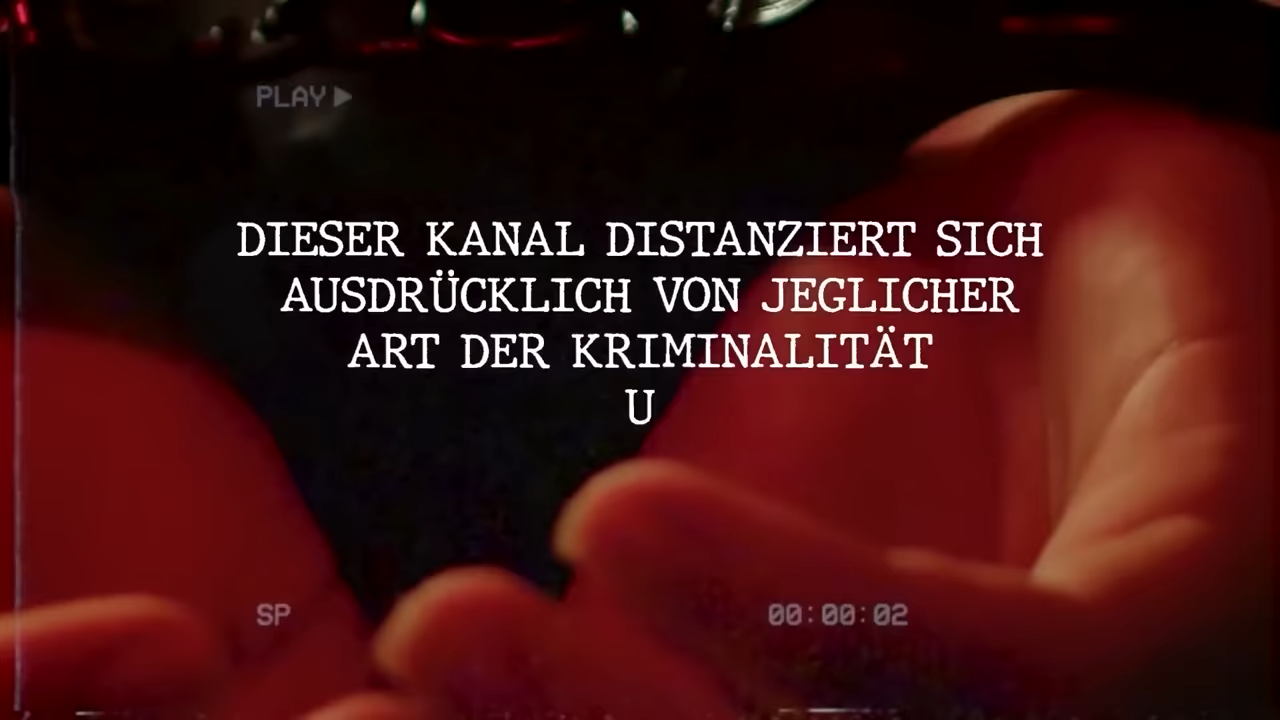 PLAY
DIESER KANAL DISTANZIERT SICH
AUSDRÜCKLICH VON JEGLICHER
ART DER KRIMINALITÄT
U
SP 00:00:02